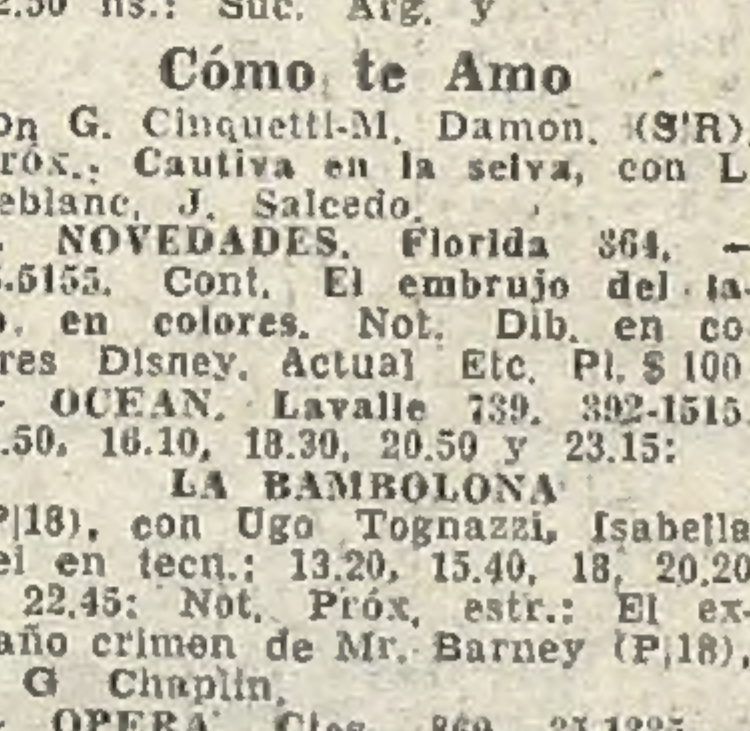 2.50 hs.: Suc. Arg. y
Cómo te Amo
on G. Cinquetti-M. Damon. (S|R).
róx.: Cautiva en la selva, con L
eblanc, J. Salcedo.
. NOVEDADES. Florida 364. —
.5155. Cont. El embrujo del ta-
o. en colores. Not. Dib. en co
res Disney. Actual Etc. Pl. $ 100
- OCEAN. Lavalle 739. 392-1515.
.50, 16.10, 18.30, 20.50 y 23.15:
LA BAMBOLONA
P|18), con Ugo Tognazzi, Isabella
ei en tecn.: 13.20, 15.40, 18, 20.20
22.45: Not. Próx. estr.: El ex-
año crimen de Mr. Barney (P|18),
G Chaplin.
- OPERA Ctes. 860